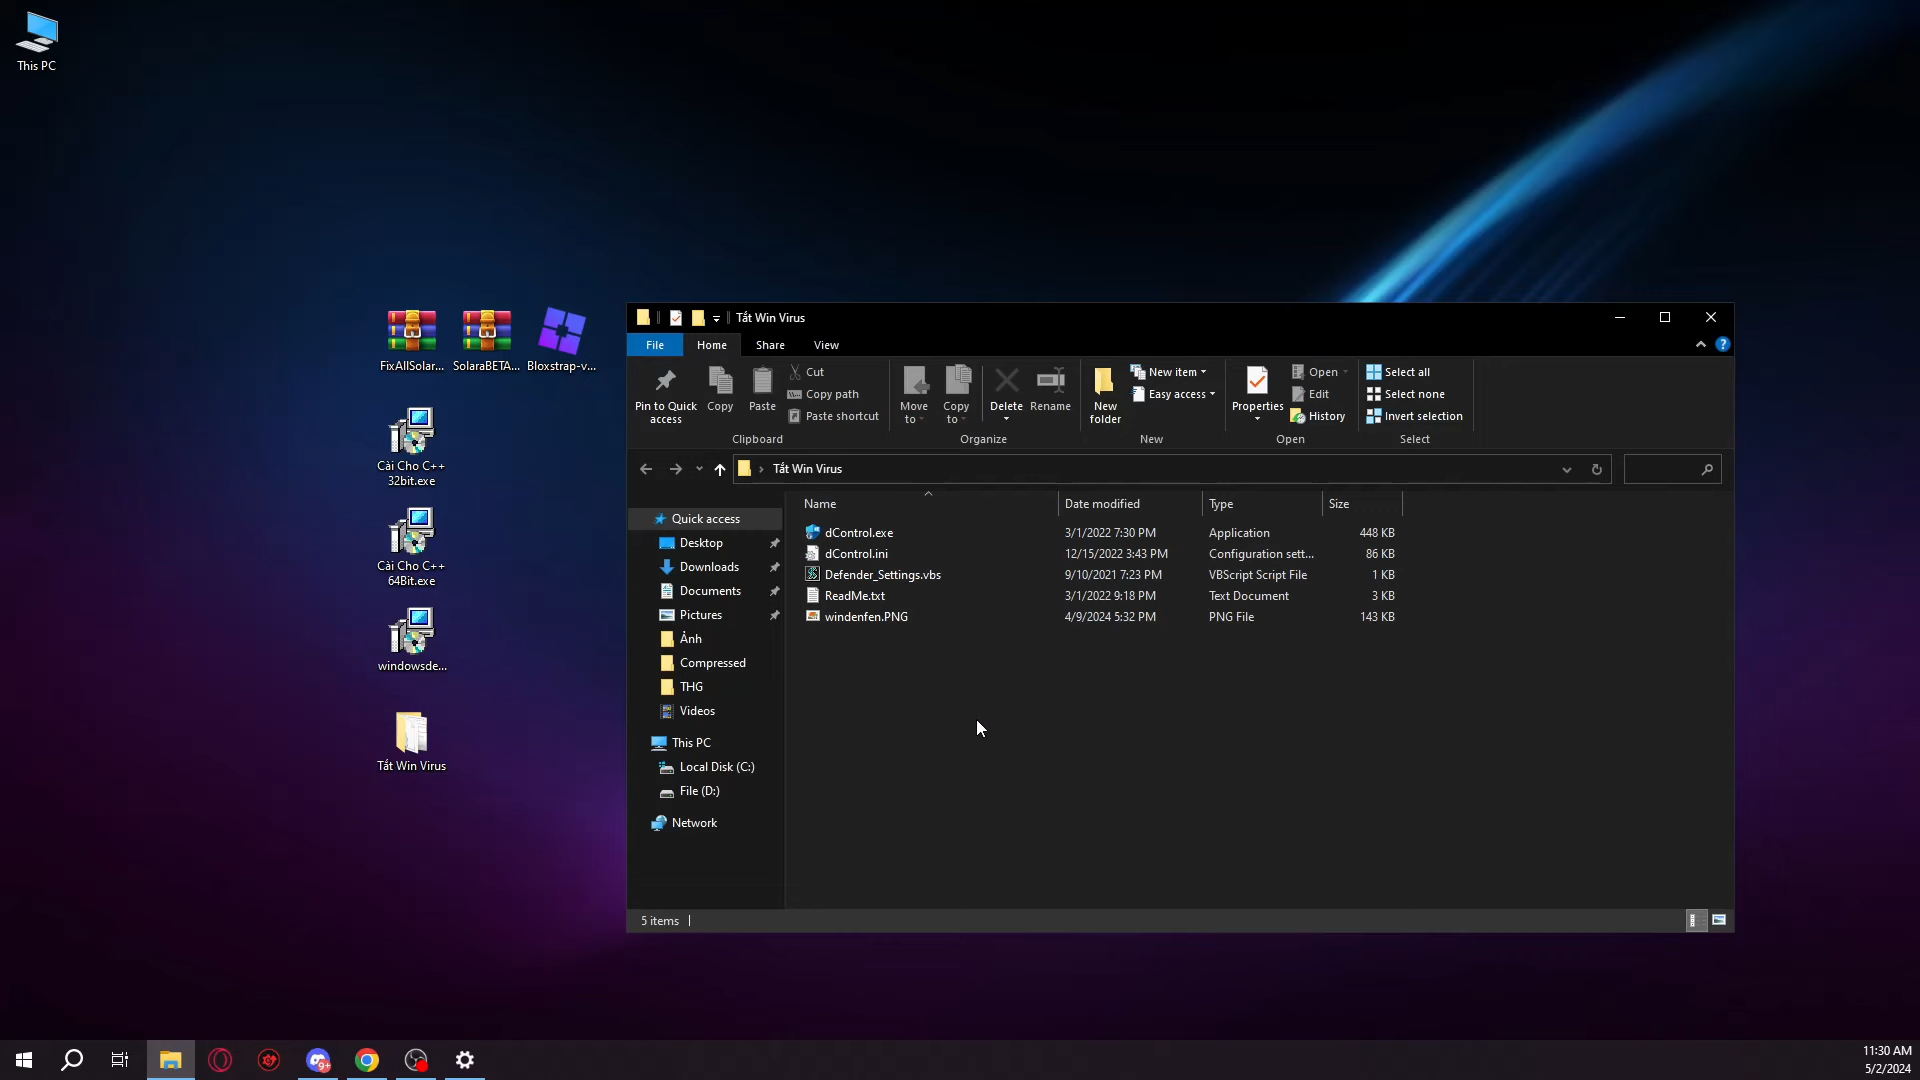 This PC
FixAllSolar...
SolaraBETA...
Bloxstrap-v...
Cài Cho C++
32bit.exe
Cài Cho C++
64Bit.exe
windowsde...
Tắt Win Virus
Tắt Win Virus
File
Home
Share
View
Pin to Quick
access
Copy
Paste
Cut
Copy path
Paste shortcut
Clipboard
Move
to
Copy
to
Delete
Rename
Organize
New
folder
New item
Easy access
New
Properties
Open
Edit
History
Open
Select all
Select none
Invert selection
Select
Tắt Win Virus
Quick access
Desktop
Downloads
Documents
Pictures
Ảnh
Compressed
THG
Videos
This PC
Local Disk (C:)
File (D:)
Network
Name Date modified Type Size
dControl.exe 3/1/2022 7:30 PM Application 448 KB
dControl.ini 12/15/2022 3:43 PM Configuration sett... 86 KB
Defender_Settings.vbs 9/10/2021 7:23 PM VBScript Script File 1 KB
ReadMe.txt 3/1/2022 9:18 PM Text Document 3 KB
windenfen.PNG 4/9/2024 5:32 PM PNG File 143 KB
5 items
9+
11:30 AM
5/2/2024